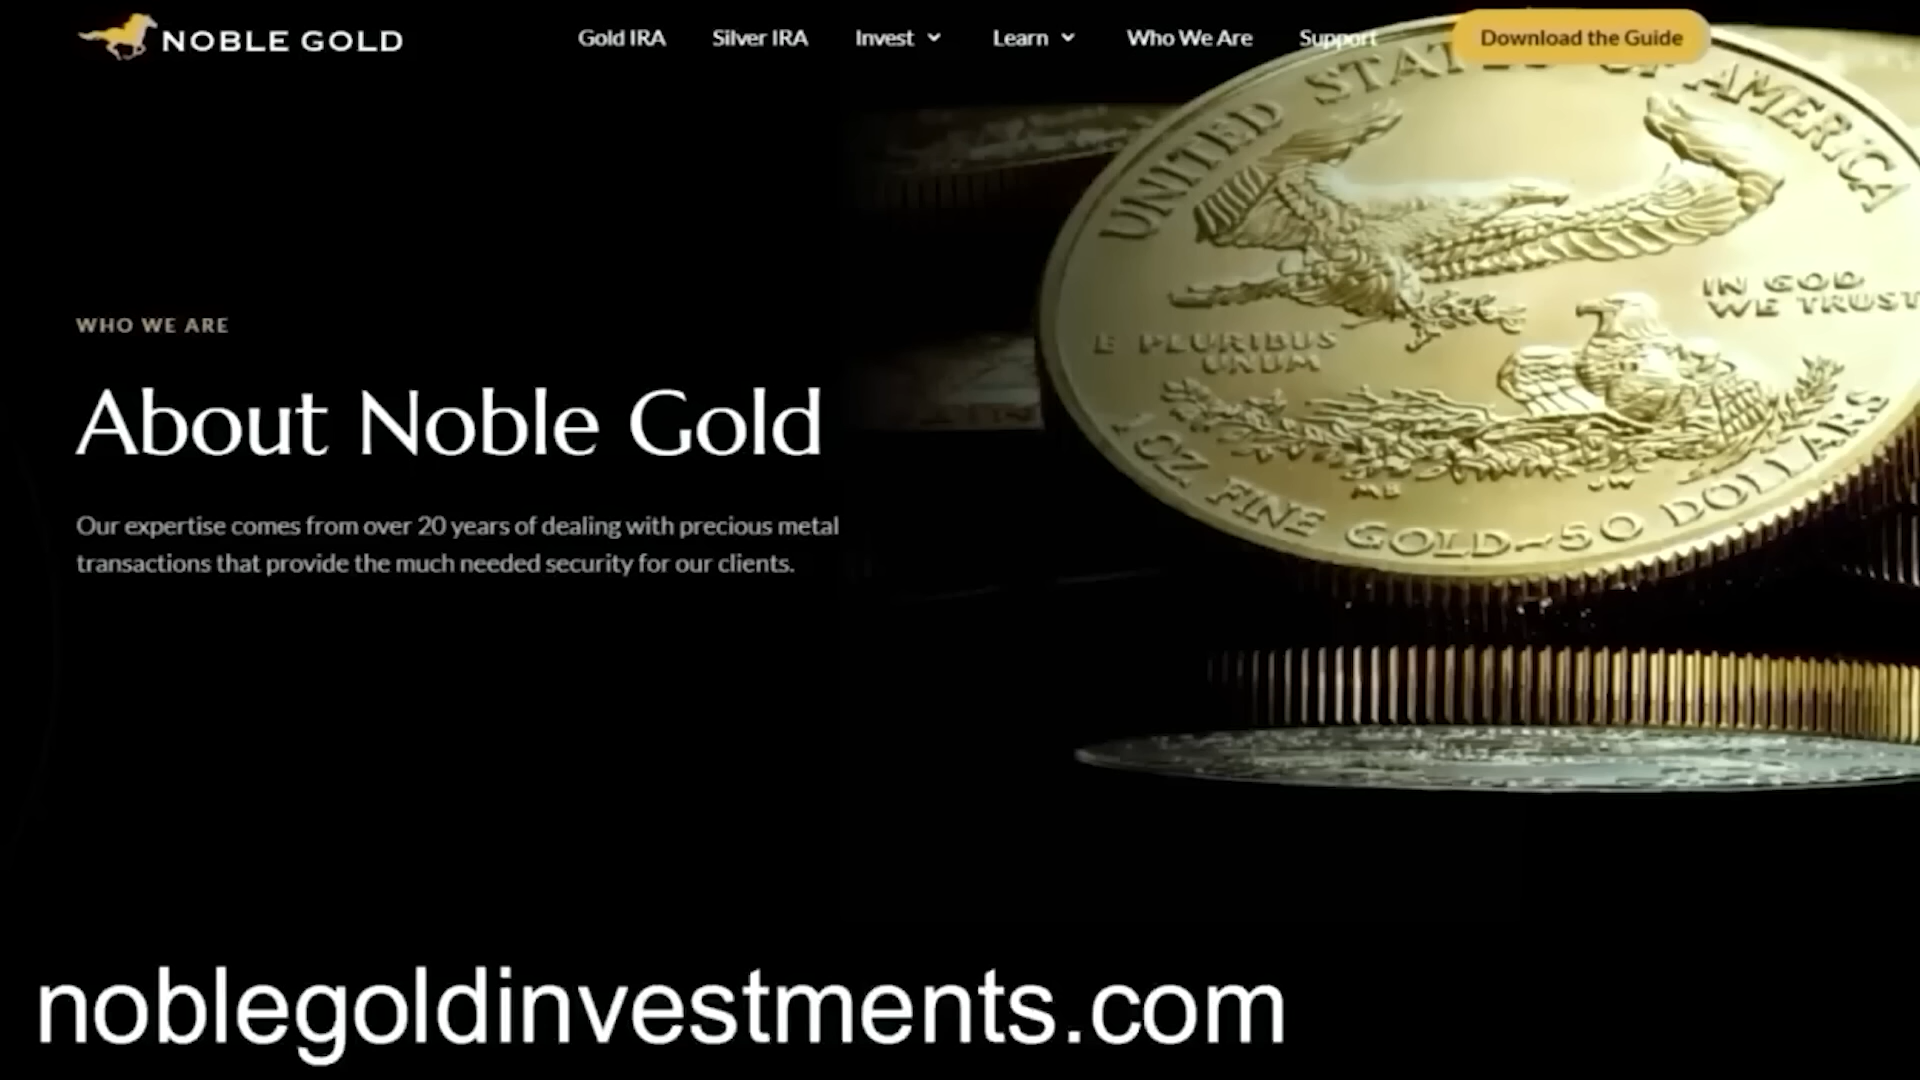 NOBLE GOLD
Gold IRA
Silver IRA
Invest
Learn
Who We Are
Support
Download the Guide
UNITED STATES OF AMERICA
IN GOD
WE TRUST
E PLURIBUS
UNUM
MB
JW
1 OZ. FINE GOLD~50 DOLLARS
WHO WE ARE
About Noble Gold
Our expertise comes from over 20 years of dealing with precious metal
transactions that provide the much needed security for our clients.
noblegoldinvestments.com